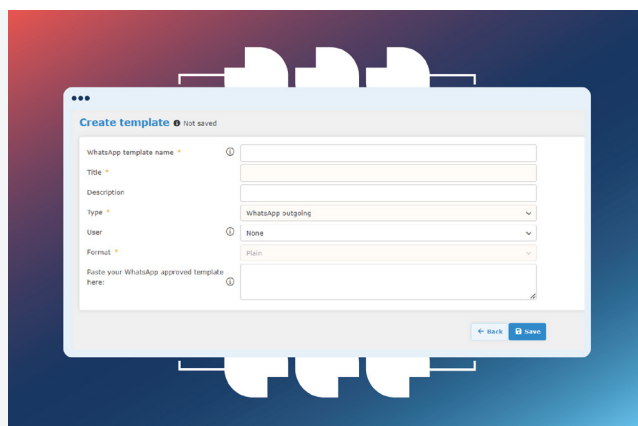 Create template Not saved
WhatsApp template name *
Title *
Description
Type *
WhatsApp outgoing
User
None
Format *
Plain
Paste your WhatsApp approved template
here:
← Back Save